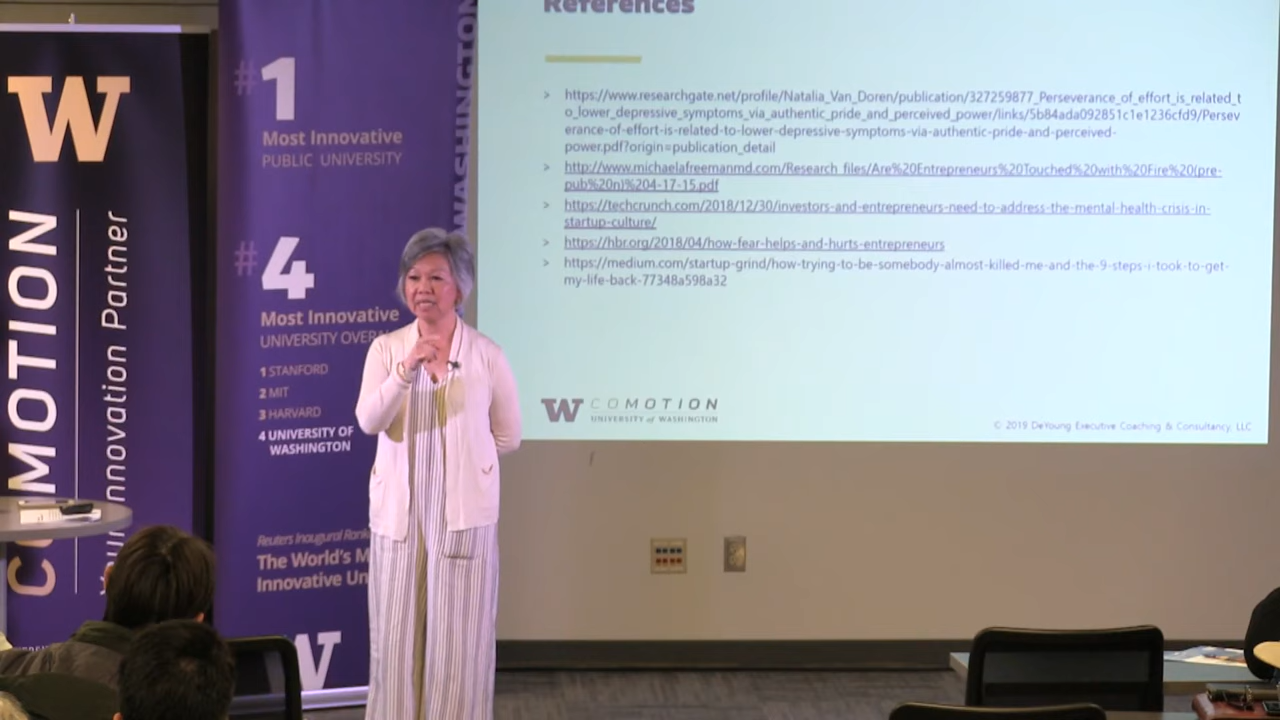 W
COMOTION
Your Innovation Partner
#1
Most Innovative
PUBLIC UNIVERSITY
#4
Most Innovative
UNIVERSITY
1 STANFORD
2 MIT
3 HARVARD
4 UNIVERSITY OF
WASHINGTON
Reuters Inaugural
The World's
Innovative
W
WASHINGTON
References
> https://www.researchgate.net/profile/Natalia_Van_Doren/publication/327259877_Perseverance_of_effort_is_related_t
o_lower_depressive_symptoms_via_authentic_pride_and_perceived_power/links/5b84ada092851c1e1236cfd9/Persev
erance-of-effort-is-related-to-lower-depressive-symptoms-via-authentic-pride-and-perceived-
power.pdf?origin=publication_detail
> http://www.michaelafreemanmd.com/Research_files/Are%20Entrepreneurs%20Touched%20with%20Fire%20(pre-
pub%20n)%204-17-15.pdf
> https://techcrunch.com/2018/12/30/investors-and-entrepreneurs-need-to-address-the-mental-health-crisis-in-
startup-culture/
> https://hbr.org/2018/04/how-fear-helps-and-hurts-entrepreneurs
> https://medium.com/startup-grind/how-trying-to-be-somebody-almost-killed-me-and-the-9-steps-i-took-to-get-
my-life-back-77348a598a32
W COMOTION
UNIVERSITY of WASHINGTON
© 2019 DeYoung Executive Coaching & Consultancy, LLC